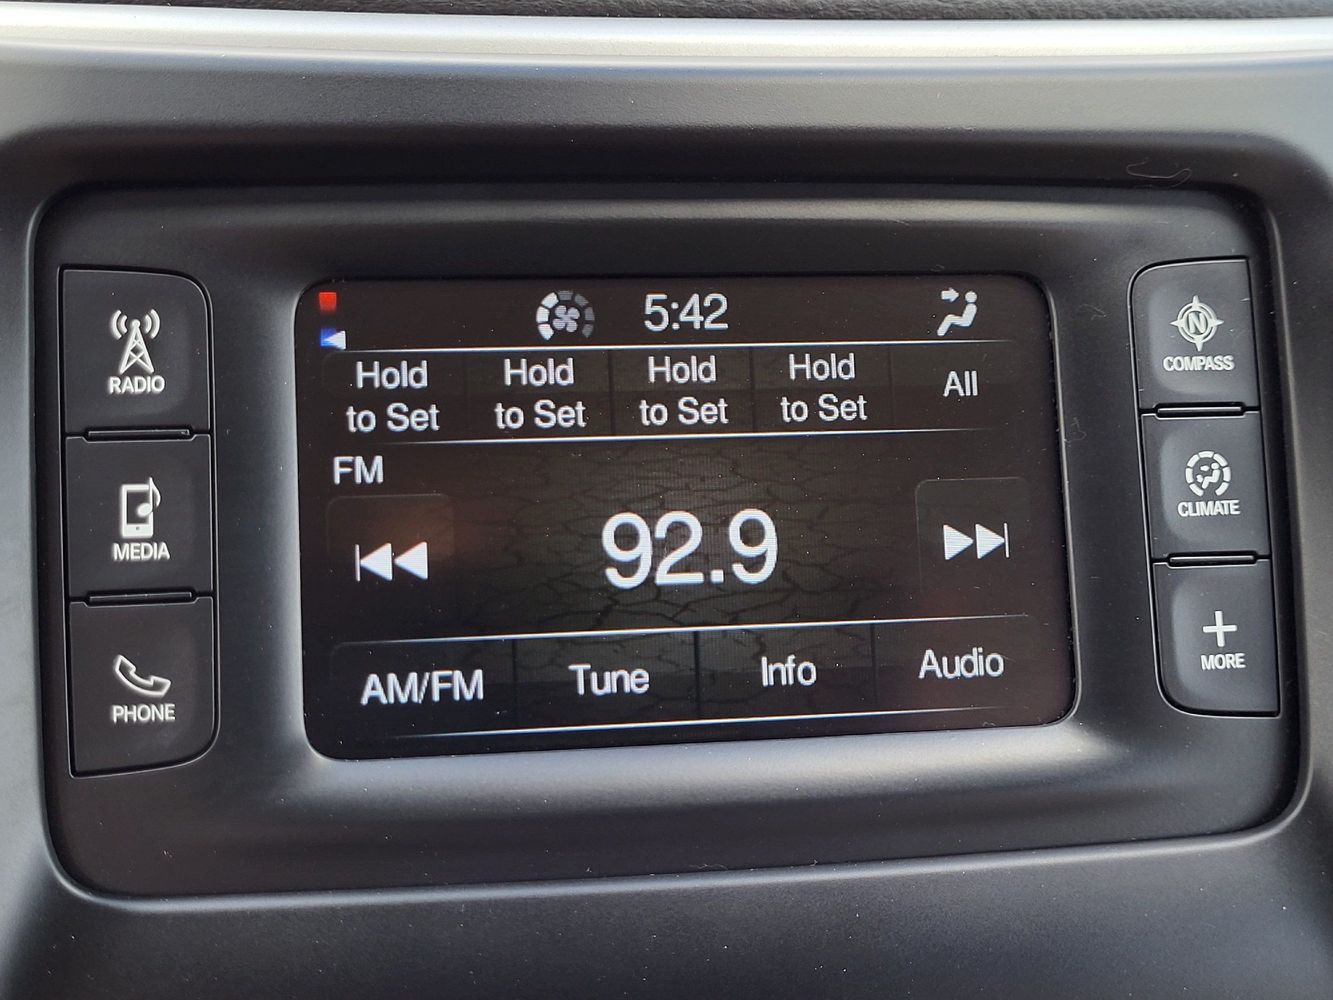 5:42
Hold
to Set
Hold
to Set
Hold
to Set
Hold
to Set
All
FM
92.9
AM/FM
Tune
Info
Audio
RADIO
MEDIA
PHONE
N
COMPASS
CLIMATE
MORE